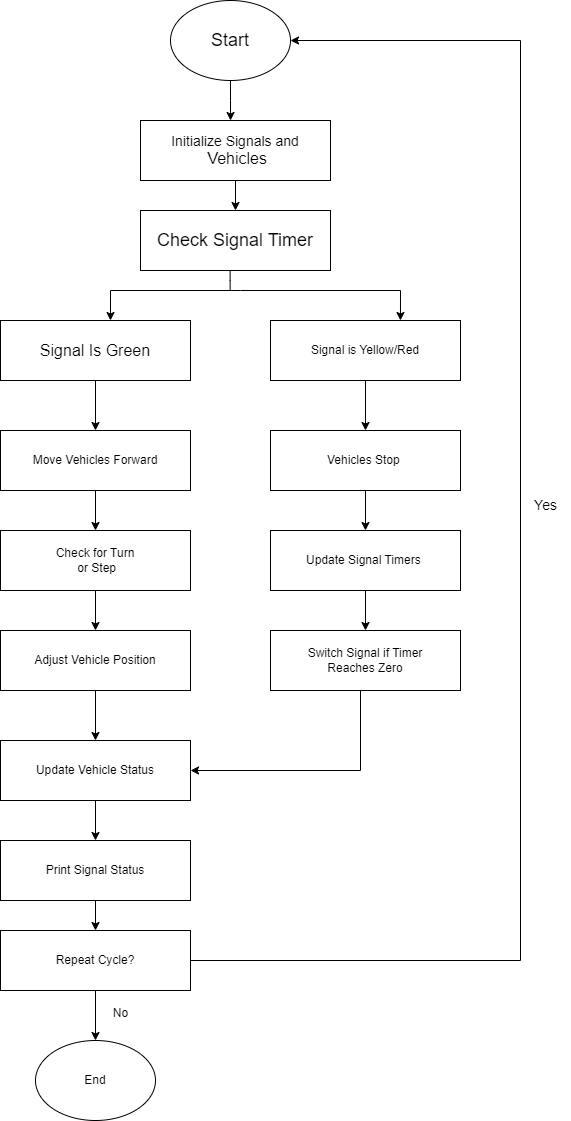 Start
Initialize Signals and
Vehicles
Check Signal Timer
Signal Is Green
Signal is Yellow/Red
Move Vehicles Forward
Vehicles Stop
Yes
Check for Turn
or Step
Update Signal Timers
Adjust Vehicle Position
Switch Signal if Timer
Reaches Zero
Update Vehicle Status
Print Signal Status
Repeat Cycle?
No
End